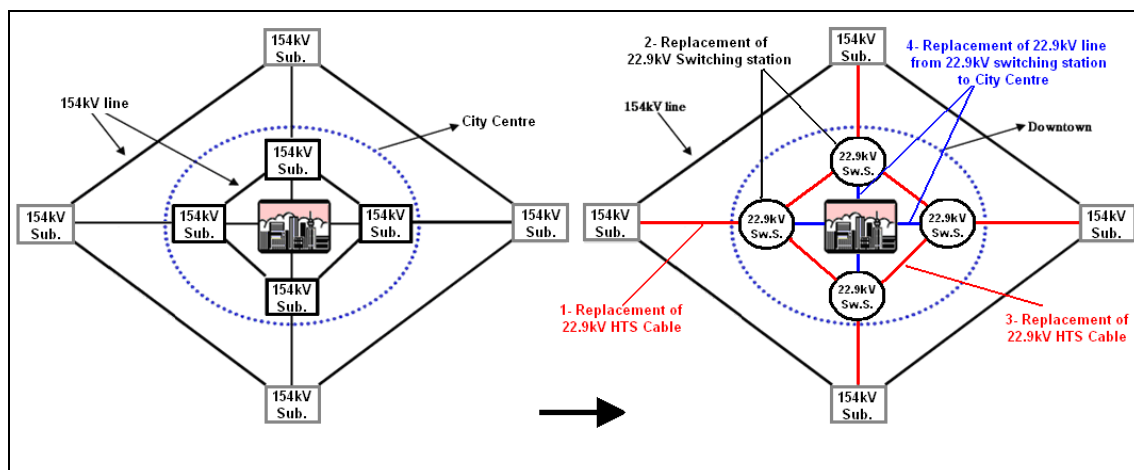 154kV
Sub.
154kV line
City Centre
154kV
Sub.
154kV
Sub.
154kV
Sub.
154kV
Sub.
154kV
Sub.
154kV
Sub.
154kV
Sub.
154kV
Sub.
2- Replacement of
22.9kV Switching station
4- Replacement of 22.9kV line
from 22.9kV switching station
to City Centre
154kV line
Downtown
22.9kV
Sw.S.
154kV
Sub.
22.9kV
Sw.S.
22.9kV
Sw.S.
154kV
Sub.
22.9kV
Sw.S.
1- Replacement of
22.9kV HTS Cable
3- Replacement of
22.9kV HTS Cable
154kV
Sub.